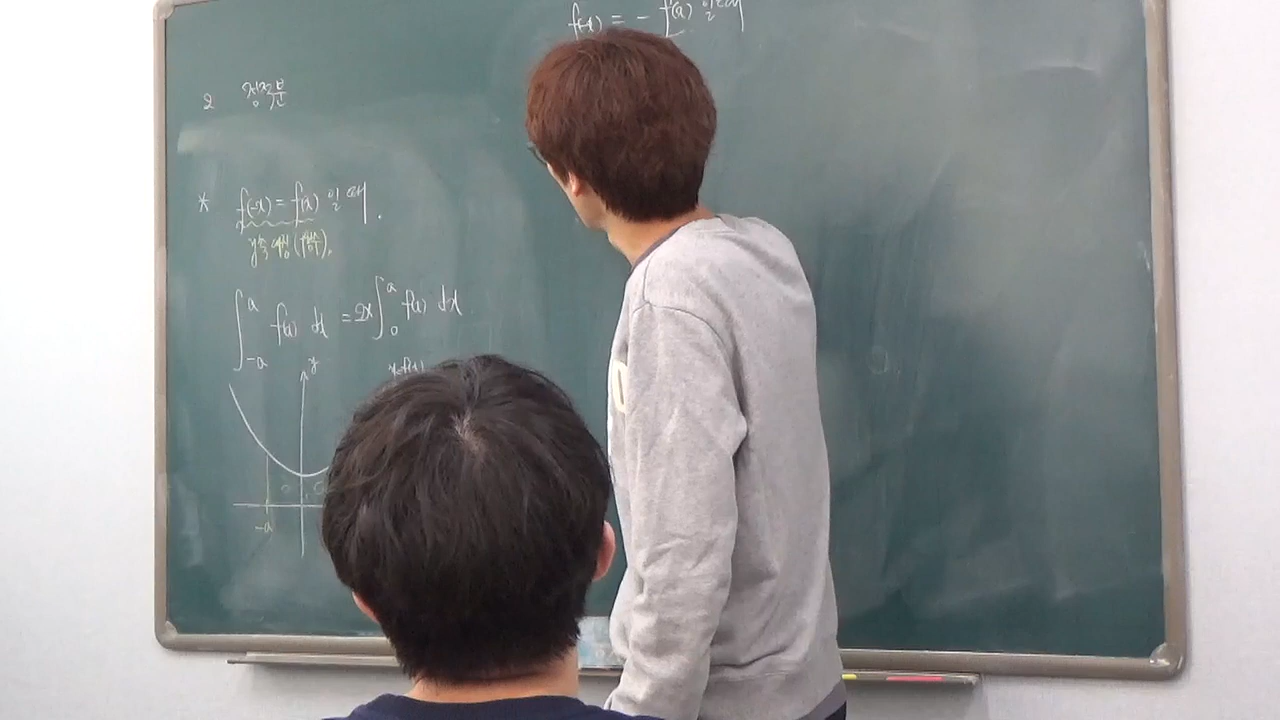 2 정적분
* f(-x) = f(x) 일 때.
y축 대칭 (우함수).
∫_{-a}^{a} f(x) dx = 2×∫_{0}^{a} f(x) dx
y
y=f(x)
-a
f(-x) = - f(x) 일 때